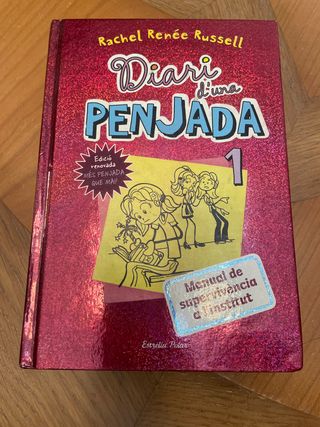 Rachel Renée Russell
Diari
d'una
PENJADA
1
Edició
renovada
MÉS PENJADA
QUE MAI!
Manual de
supervivència
a l'institut
Estrella Polar